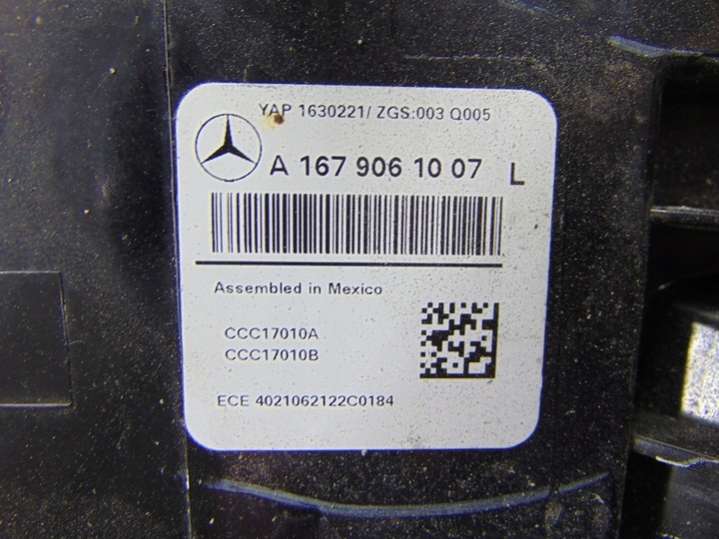 YAP 1630221/ ZGS:003 Q005
A 167 906 10 07 L
Assembled in Mexico
CCC17010A
CCC17010B
ECE 4021062122C0184